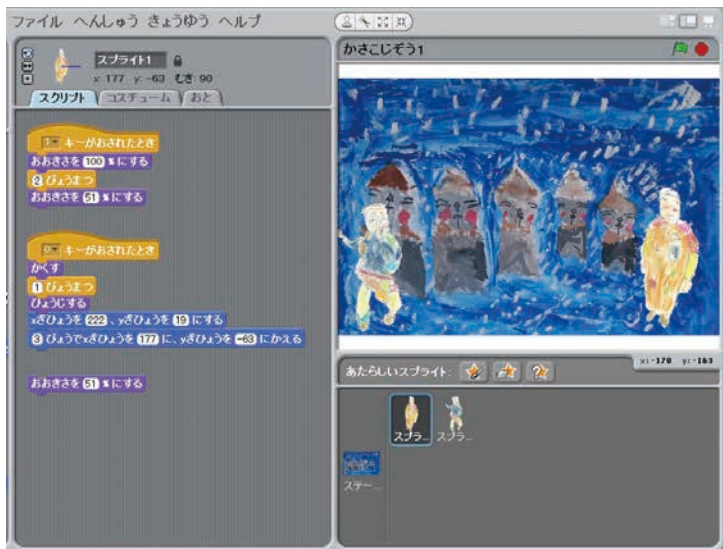 ファイル へんしゅう きょうゆう ヘルプ
スプライト1
x: 177 y: -63 むき: 90
スクリプト コスチューム おと
1 キーがおされたとき
おおきさを 100 %にする
2 びょうまつ
おおきさを 51 %にする
0 キーがおされたとき
かくす
1 びょうまつ
ひょうじする
xざひょうを 222 、yざひょうを 19 にする
3 びょうでxざひょうを 177 に、yざひょうを -63 にかえる
おおきさを 51 %にする
かさこじぞう1
x: -170 y: -163
あたらしいスプライト:
スプラ... スプラ...
ステー...